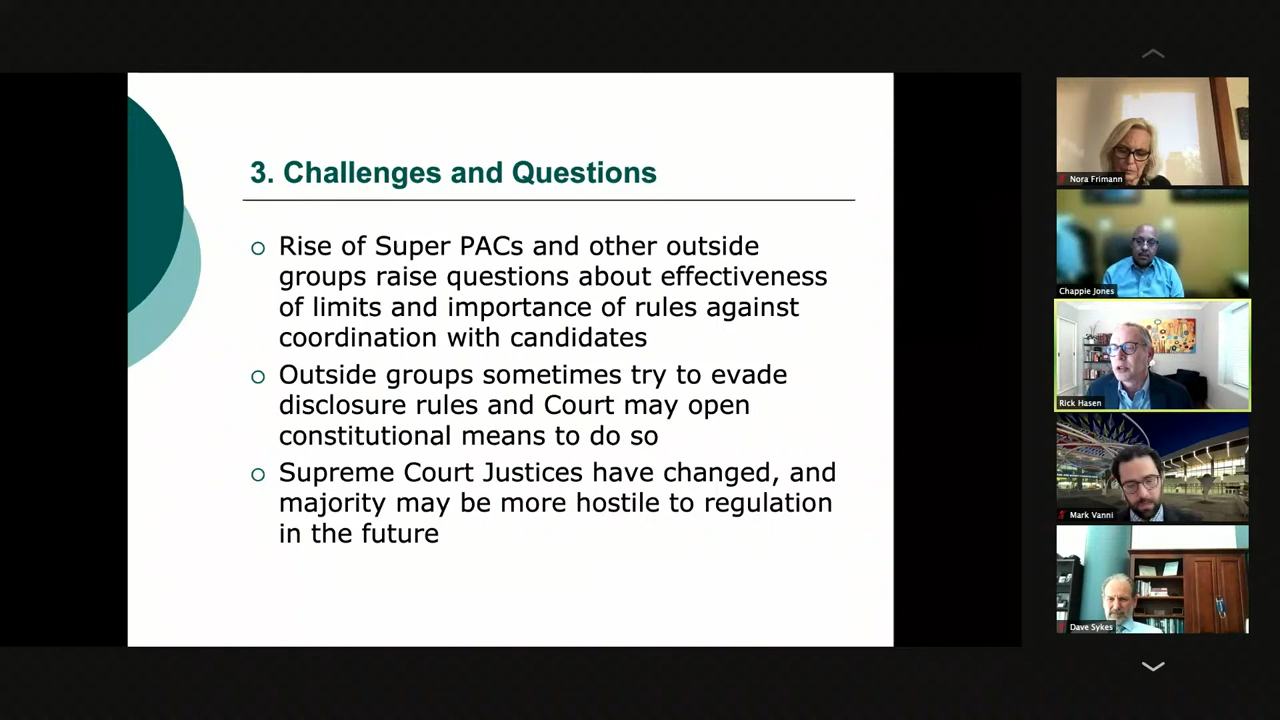 3. Challenges and Questions
Rise of Super PACs and other outside
groups raise questions about effectiveness
of limits and importance of rules against
coordination with candidates
Outside groups sometimes try to evade
disclosure rules and Court may open
constitutional means to do so
Supreme Court Justices have changed, and
majority may be more hostile to regulation
in the future
Nora Frimann
Chappie Jones
Rick Hasen
Mark Vanni
Dave Sykes